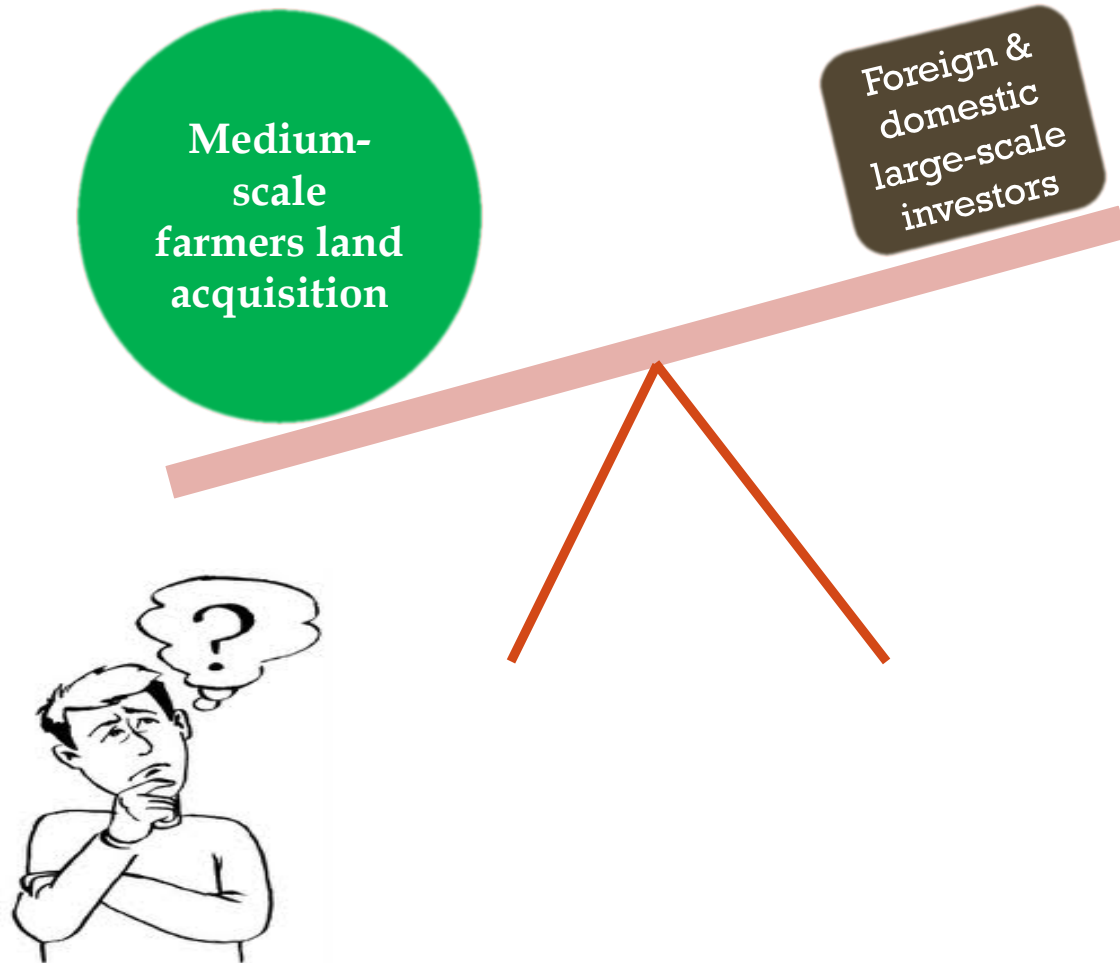 Medium-
scale
farmers land
acquisition
Foreign &
domestic
large-scale
investors
?